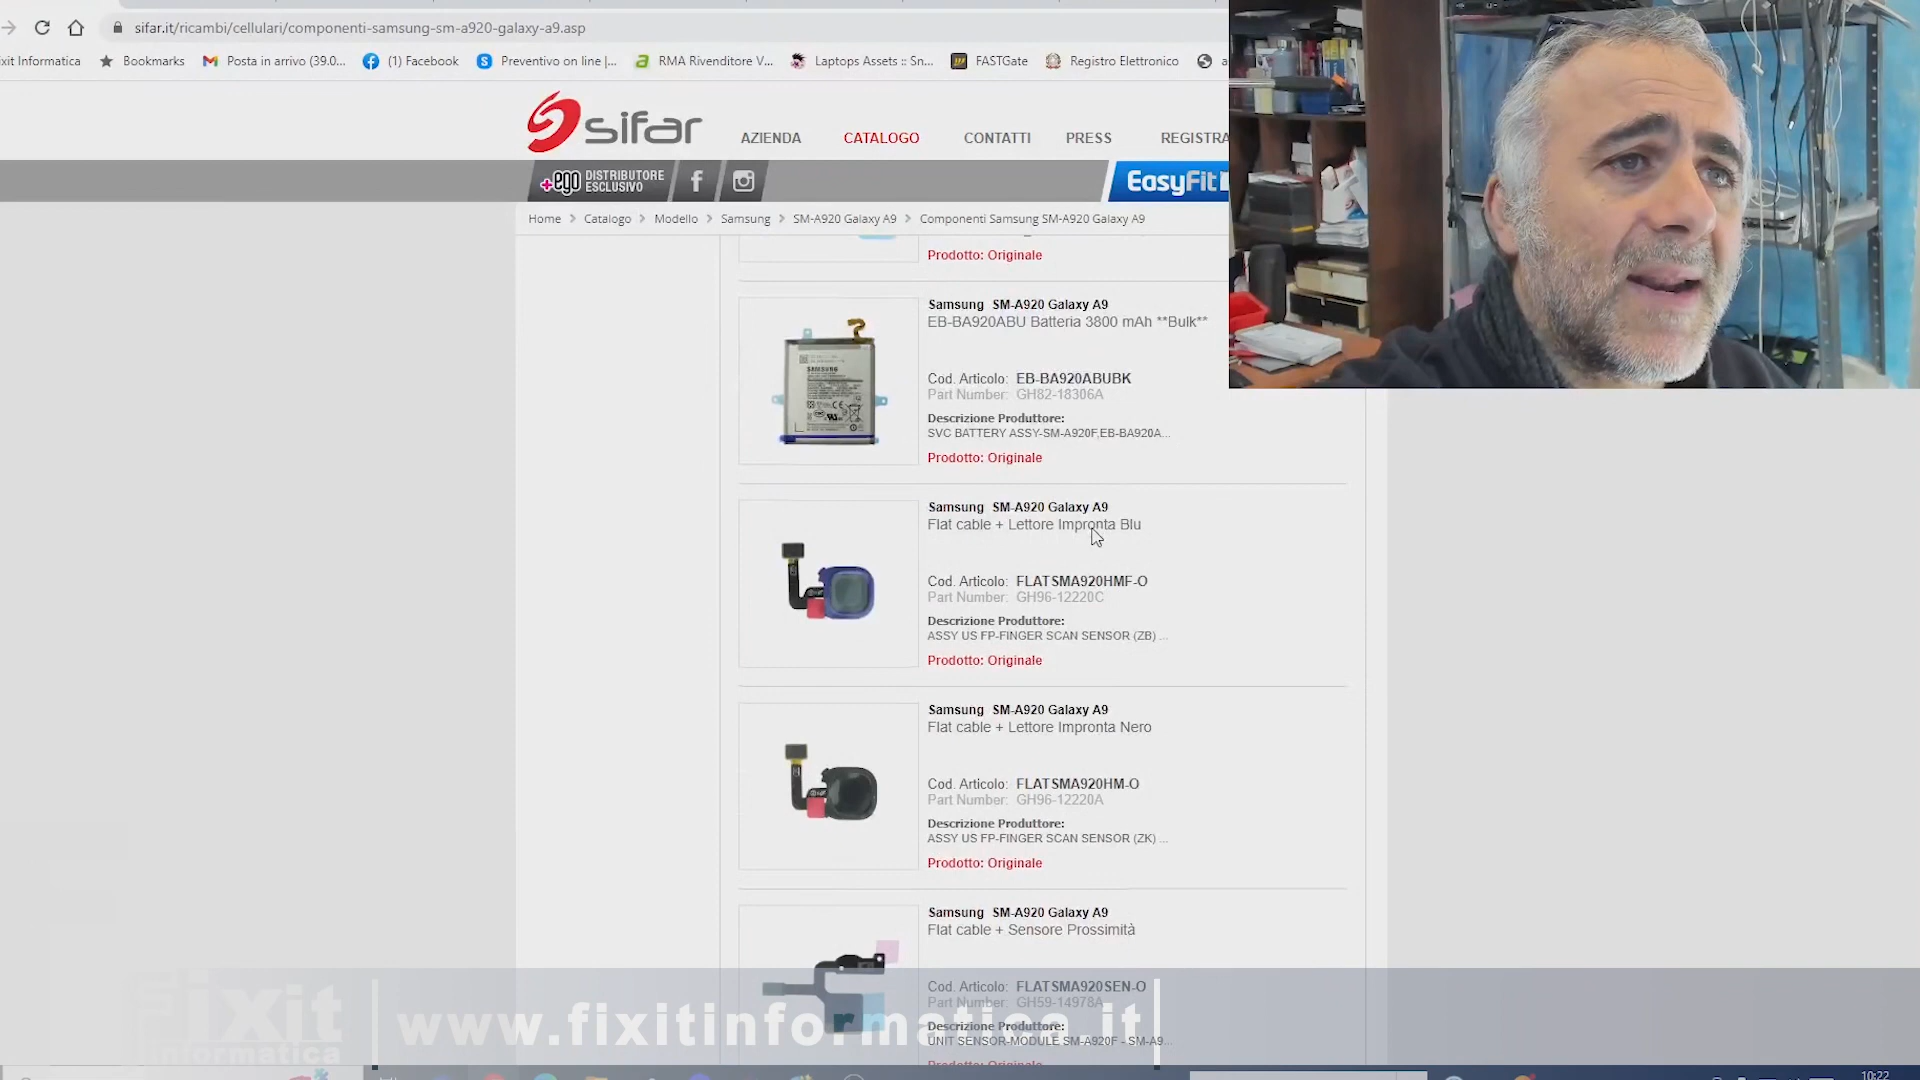 sifar.it/ricambi/cellulari/componenti-samsung-sm-a920-galaxy-a9.asp
xit Informatica Bookmarks Posta in arrivo (39.0... (1) Facebook Preventivo on line |... RMA Rivenditore V... Laptops Assets :: Sn... FASTGate Registro Elettronico a
sifar
AZIENDA CATALOGO CONTATTI PRESS REGISTRA
+ego DISTRIBUTORE ESCLUSIVO
EasyFit
Home > Catalogo > Modello > Samsung > SM-A920 Galaxy A9 > Componenti Samsung SM-A920 Galaxy A9
Prodotto: Originale
Samsung SM-A920 Galaxy A9
EB-BA920ABU Batteria 3800 mAh **Bulk**
SAMSUNG
Cod. Articolo: EB-BA920ABUBK
Part Number: GH82-18306A
Descrizione Produttore:
SVC BATTERY ASSY-SM-A920F,EB-BA920A...
Prodotto: Originale
Samsung SM-A920 Galaxy A9
Flat cable + Lettore Impronta Blu
Cod. Articolo: FLATSMA920HMF-O
Part Number: GH96-12220C
Descrizione Produttore:
ASSY US FP-FINGER SCAN SENSOR (ZB) ...
Prodotto: Originale
Samsung SM-A920 Galaxy A9
Flat cable + Lettore Impronta Nero
Cod. Articolo: FLATSMA920HM-O
Part Number: GH96-12220A
Descrizione Produttore:
ASSY US FP-FINGER SCAN SENSOR (ZK) ...
Prodotto: Originale
Samsung SM-A920 Galaxy A9
Flat cable + Sensore Prossimità
Cod. Articolo: FLATSMA920SEN-O
Part Number: GH59-14978A
Descrizione Produttore:
UNIT SENSOR-MODULE SM-A920F - SM-A9...
Prodotto: Originale
Fixit
informatica
www.fixitinformatica.it
10:22